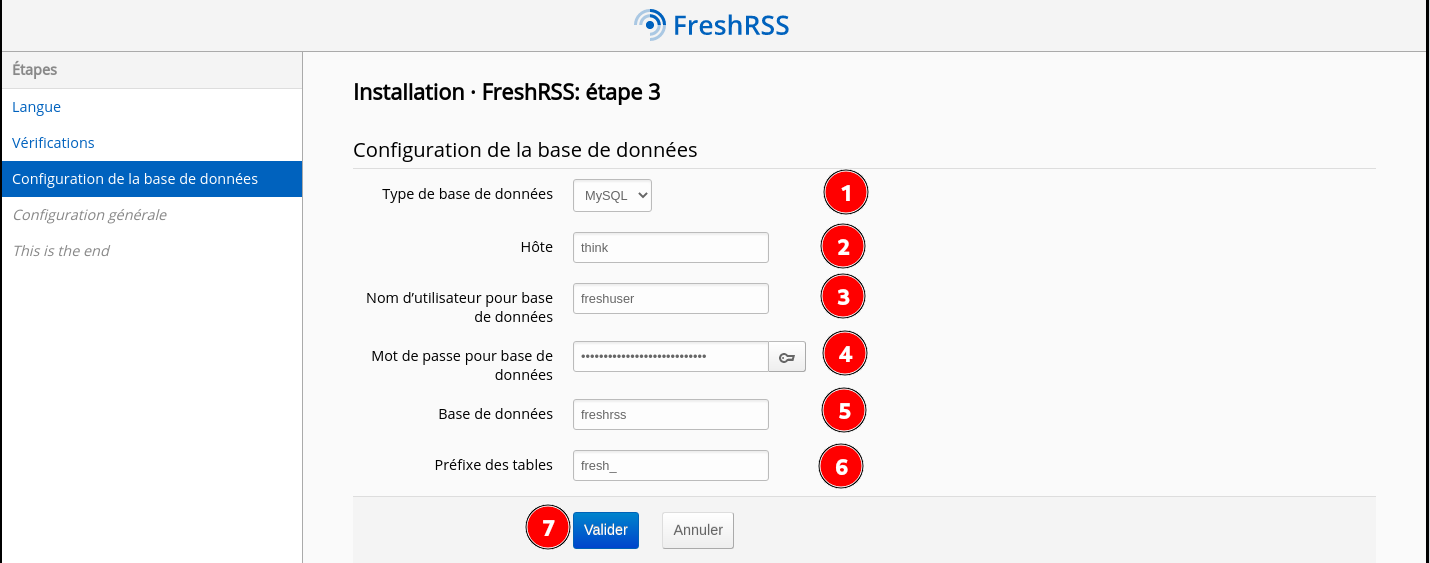 FreshRSS
Étapes
Langue
Vérifications
Configuration de la base de données
Configuration générale
This is the end
Installation · FreshRSS: étape 3
Configuration de la base de données
Type de base de données MySQL 1
Hôte think 2
Nom d’utilisateur pour base
de données freshuser 3
Mot de passe pour base de
données •••••••••••••••••••••••••••• 4
Base de données freshrss 5
Préfixe des tables fresh_ 6
7 Valider Annuler